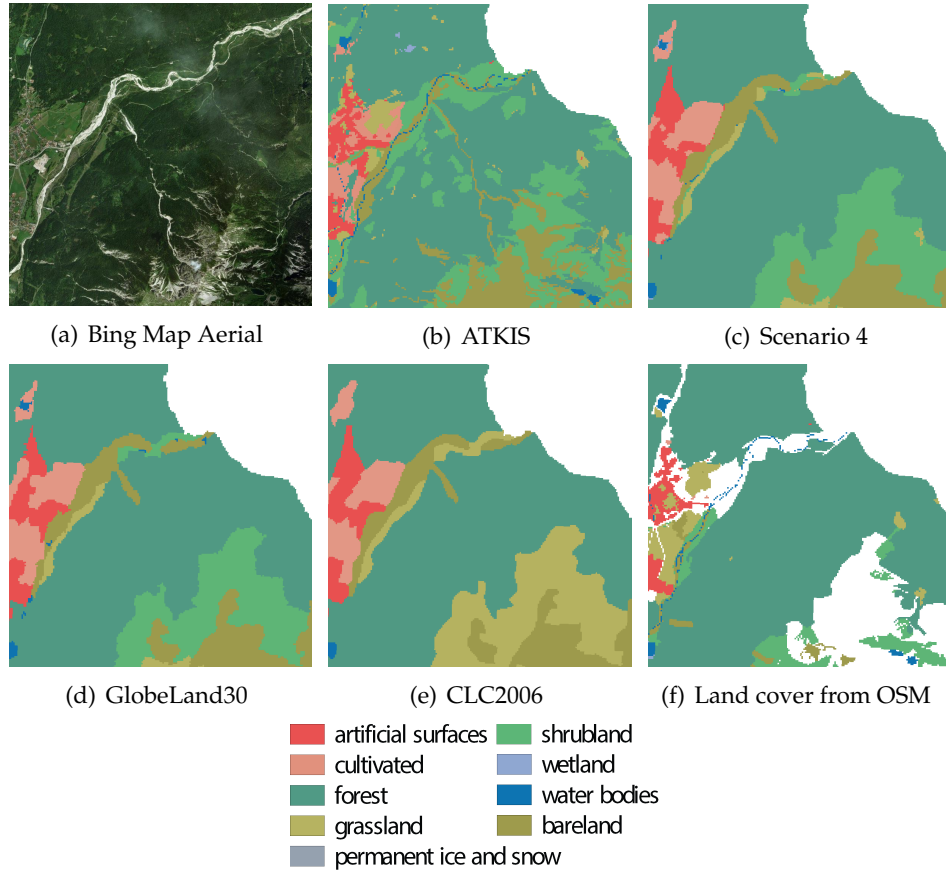 (a) Bing Map Aerial
(b) ATKIS
(c) Scenario 4
(d) GlobeLand30
(e) CLC2006
(f) Land cover from OSM
artificial surfaces
shrubland
cultivated
wetland
forest
water bodies
grassland
bareland
permanent ice and snow